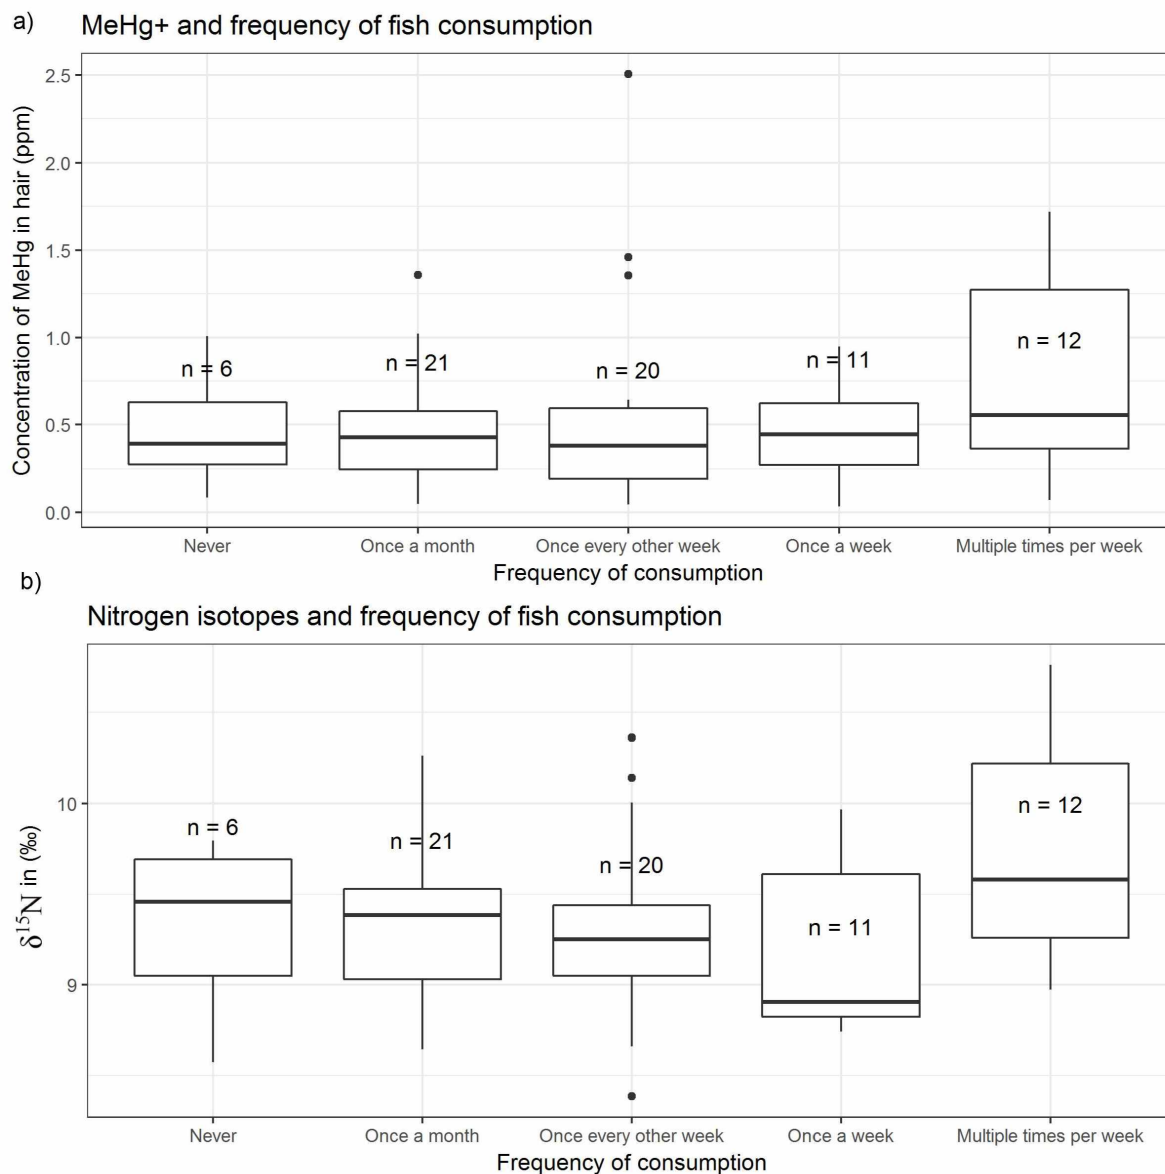 a)
MeHg+ and frequency of fish consumption
Concentration of MeHg in hair (ppm)
2.5
2.0
1.5
1.0
0.5
0.0
n = 6
n = 21
n = 20
n = 11
n = 12
Never
Once a month
Once every other week
Once a week
Multiple times per week
Frequency of consumption
b)
Nitrogen isotopes and frequency of fish consumption
δ¹⁵N in (‰)
10
9
n = 6
n = 21
n = 20
n = 11
n = 12
Never
Once a month
Once every other week
Once a week
Multiple times per week
Frequency of consumption